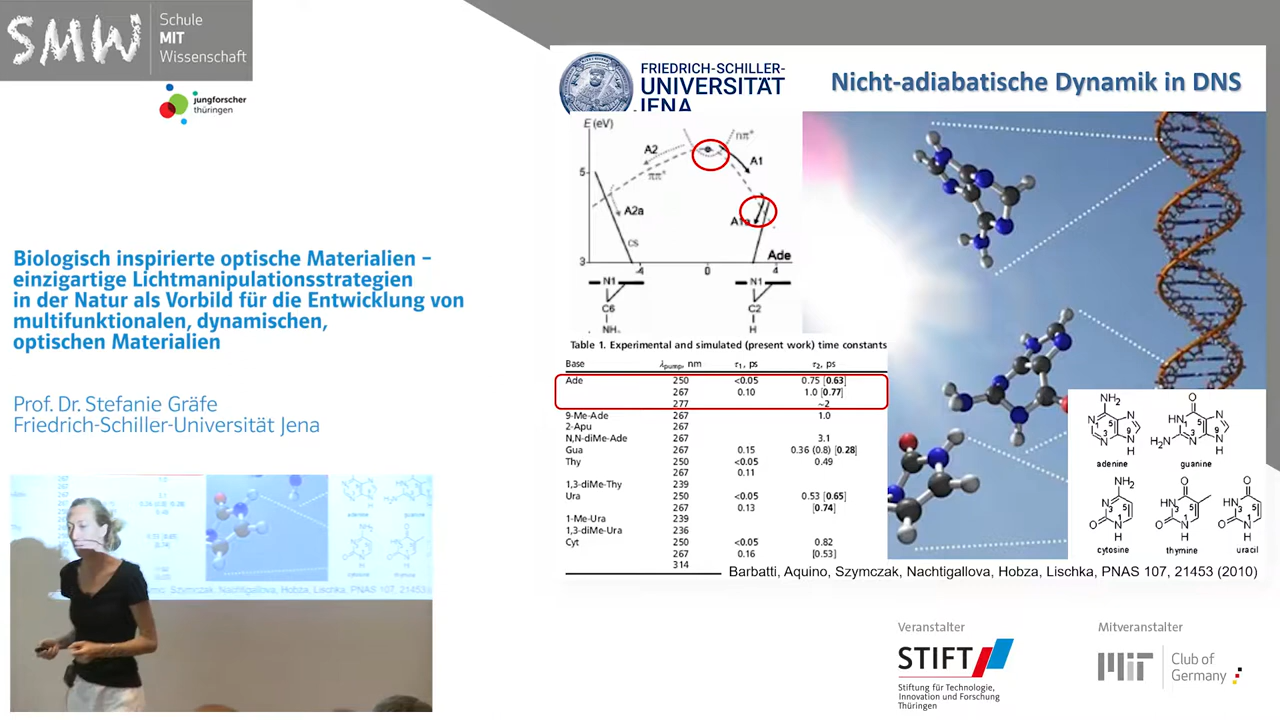 SMW
Schule
MIT
Wissenschaft
jungforscher
thüringen
Biologisch inspirierte optische Materialien –
einzigartige Lichtmanipulationsstrategien
in der Natur als Vorbild für die Entwicklung von
multifunktionalen, dynamischen,
optischen Materialien
Prof. Dr. Stefanie Gräfe
Friedrich-Schiller-Universität Jena
FRIEDRICH-SCHILLER-
UNIVERSITÄT
JENA
Nicht-adiabatische Dynamik in DNS
E (eV)
nπ*
A2
A1
ππ*
5
A2a
A1a
cs
Ade
3
-4 0 4
N1 N1
C6 C2
NH₂ H
Table 1. Experimental and simulated (present work) time constants
Base λpump, nm τ1, ps τ2, ps
Ade 250 <0.05 0.75 [0.63]
267 0.10 1.0 [0.77]
277 ~2
9-Me-Ade 267 1.0
2-Apu 267
N,N-diMe-Ade 267 3.1
Gua 267 0.15 0.36 (0.8) [0.28]
Thy 250 <0.05 0.49
267 0.11
1,3-diMe-Thy 239
Ura 250 <0.05 0.53 [0.65]
267 0.13 [0.74]
1-Me-Ura 239
1,3-diMe-Ura 236
Cyt 250 <0.05 0.82
267 0.16 [0.53]
314
adenine guanine
cytosine thymine uracil
Barbatti, Aquino, Szymczak, Nachtigallova, Hobza, Lischka, PNAS 107, 21453 (2010)
Veranstalter
STIFT
Stiftung für Technologie,
Innovation und Forschung
Thüringen
Mitveranstalter
MIT
Club of
Germany